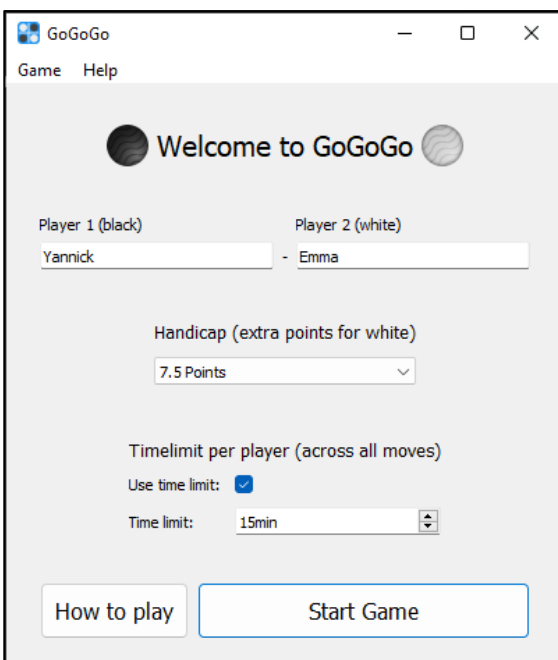 GoGoGo
Game Help
Welcome to GoGoGo
Player 1 (black) Player 2 (white)
Yannick - Emma
Handicap (extra points for white)
7.5 Points
Timelimit per player (across all moves)
Use time limit:
Time limit: 15min
How to play Start Game